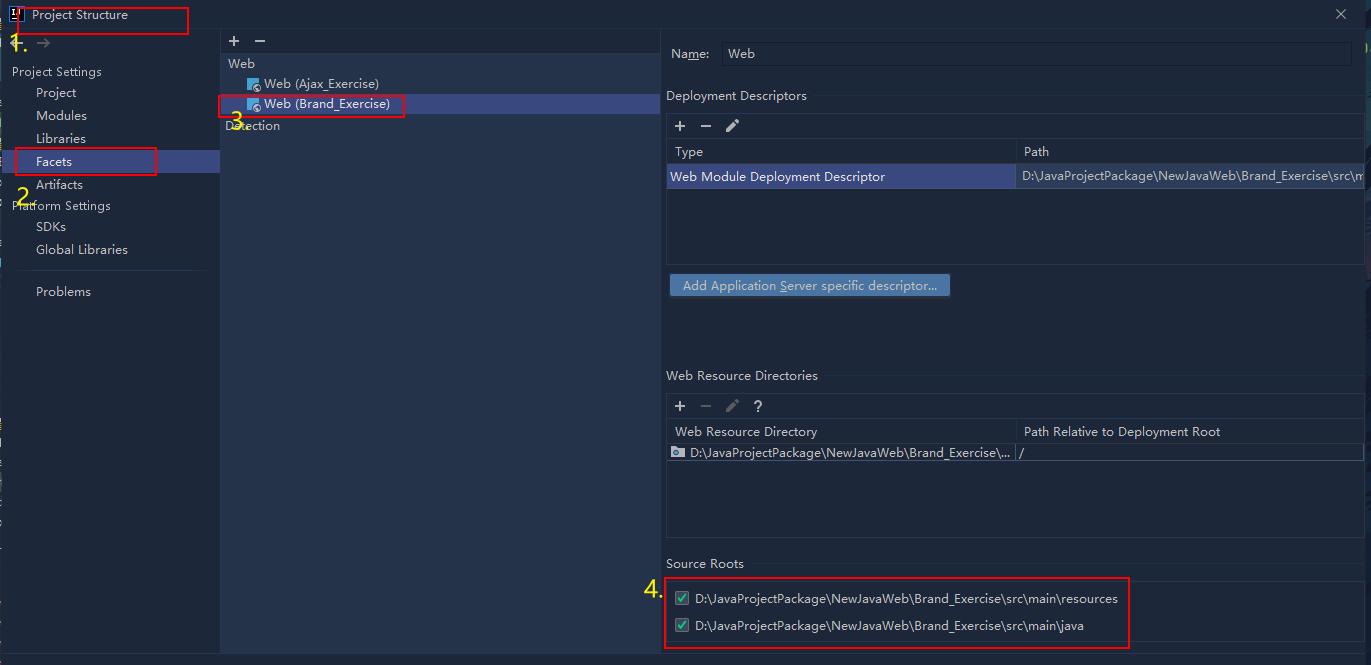 Project Structure
1.
Project Settings
Project
Modules
Libraries
Facets
Artifacts
2.
Platform Settings
SDKs
Global Libraries
Problems
Web
Web (Ajax_Exercise)
Web (Brand_Exercise)
3.
Detection
Name: Web
Deployment Descriptors
Type Path
Web Module Deployment Descriptor D:\JavaProjectPackage\NewJavaWeb\Brand_Exercise\src\m
Add Application Server specific descriptor...
Web Resource Directories
Web Resource Directory Path Relative to Deployment Root
D:\JavaProjectPackage\NewJavaWeb\Brand_Exercise\... /
Source Roots
4.
D:\JavaProjectPackage\NewJavaWeb\Brand_Exercise\src\main\resources
D:\JavaProjectPackage\NewJavaWeb\Brand_Exercise\src\main\java